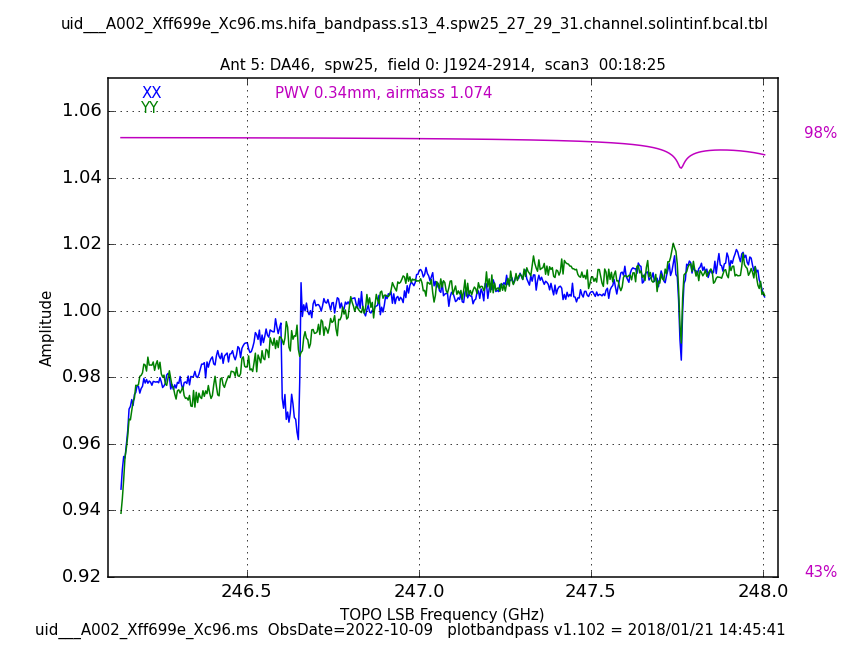 uid___A002_Xff699e_Xc96.ms.hifa_bandpass.s13_4.spw25_27_29_31.channel.solintinf.bcal.tbl
Ant 5: DA46,  spw25,  field 0: J1924-2914,  scan3  00:18:25
XX
PWV 0.34mm, airmass 1.074
YY
98%
43%
1.06
1.04
1.02
1.00
0.98
0.96
0.94
0.92
Amplitude
246.5 247.0 247.5 248.0
TOPO LSB Frequency (GHz)
uid___A002_Xff699e_Xc96.ms  ObsDate=2022-10-09   plotbandpass v1.102 = 2018/01/21 14:45:41